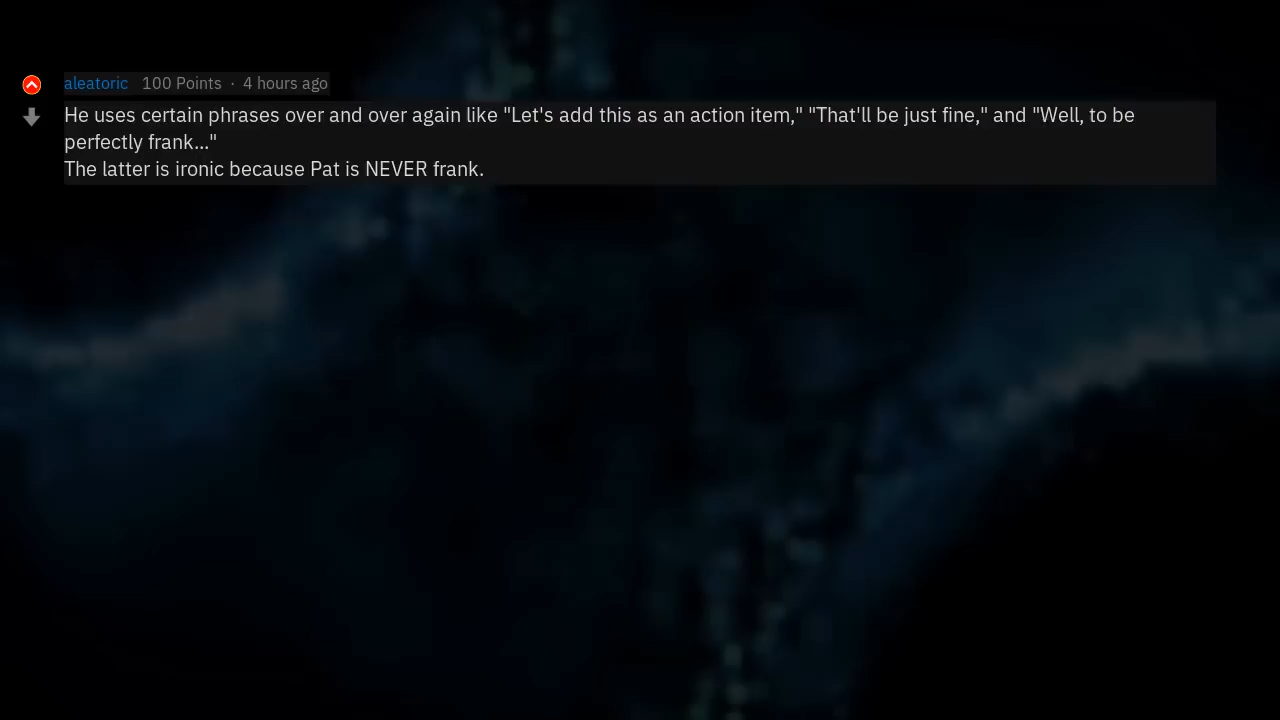 aleatoric 100 Points · 4 hours ago
He uses certain phrases over and over again like "Let's add this as an action item," "That'll be just fine," and "Well, to be
perfectly frank..."
The latter is ironic because Pat is NEVER frank.